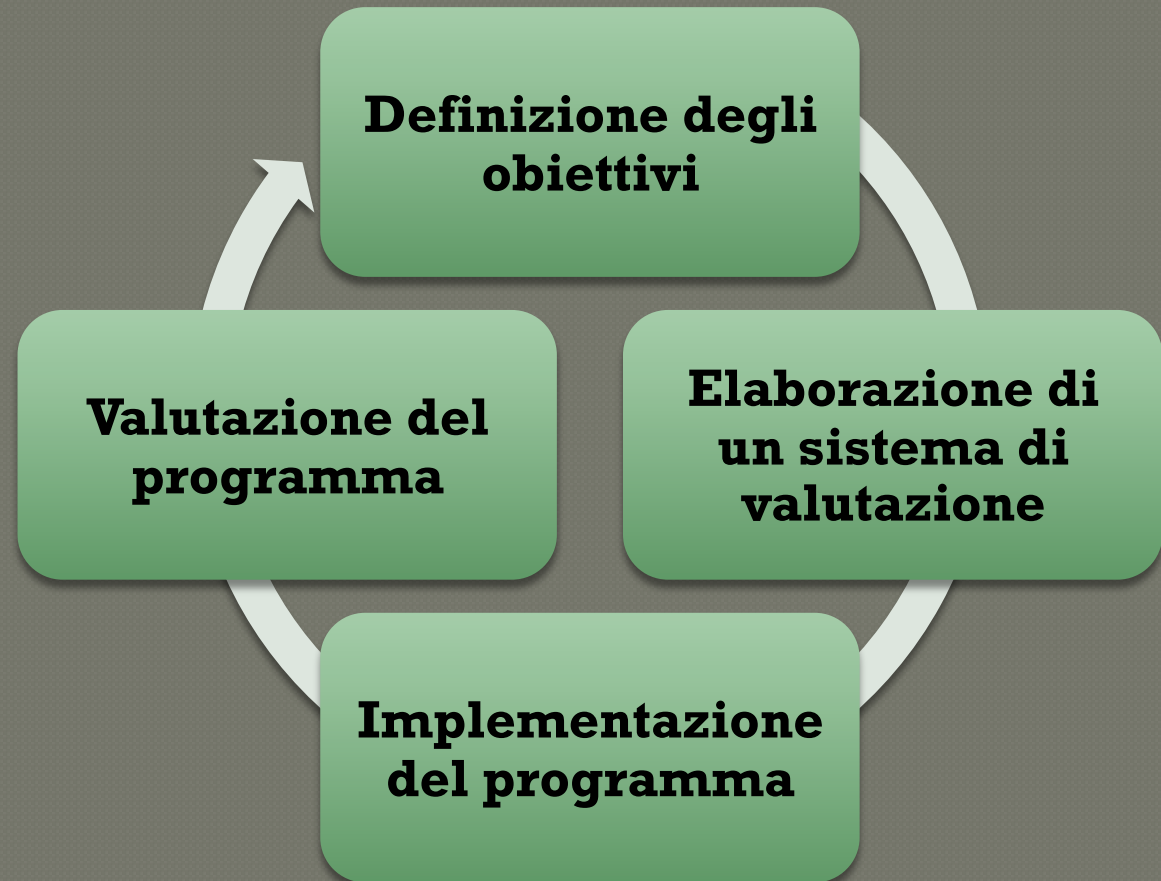 Definizione degli
obiettivi
Elaborazione di
un sistema di
valutazione
Implementazione
del programma
Valutazione del
programma